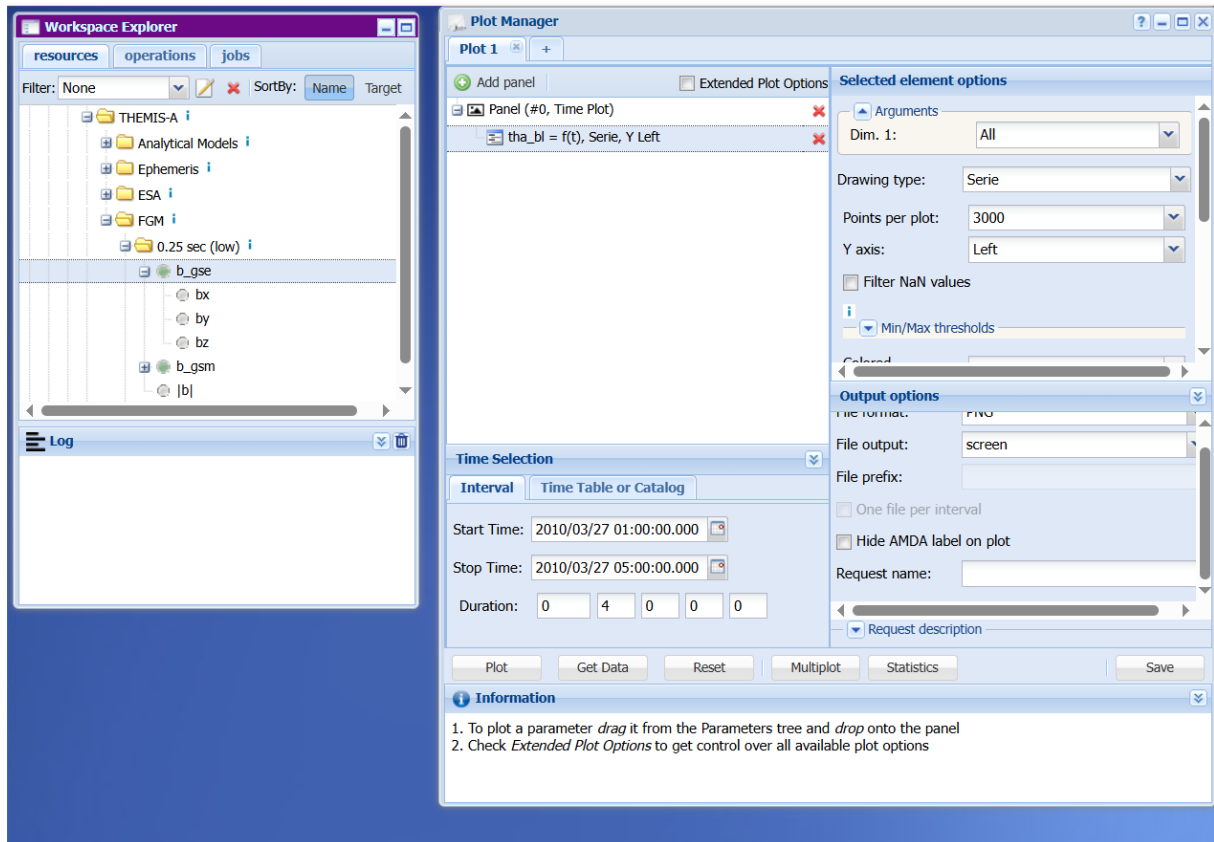 Workspace Explorer
resources operations jobs
Filter: None SortBy: Name Target
THEMIS-A i
Analytical Models i
Ephemeris i
ESA i
FGM i
0.25 sec (low) i
b_gse
bx
by
bz
b_gsm
|b|
Log
Plot Manager
Plot 1 +
Add panel Extended Plot Options
Panel (#0, Time Plot)
tha_bl = f(t), Serie, Y Left
Time Selection
Interval Time Table or Catalog
Start Time: 2010/03/27 01:00:00.000
Stop Time: 2010/03/27 05:00:00.000
Duration: 0 4 0 0 0
Selected element options
Arguments
Dim. 1: All
Drawing type: Serie
Points per plot: 3000
Y axis: Left
Filter NaN values
i
Min/Max thresholds
Colored
Output options
File format: PNG
File output: screen
File prefix:
One file per interval
Hide AMDA label on plot
Request name:
Request description
Plot Get Data Reset Multiplot Statistics Save
Information
1. To plot a parameter drag it from the Parameters tree and drop onto the panel
2. Check Extended Plot Options to get control over all available plot options